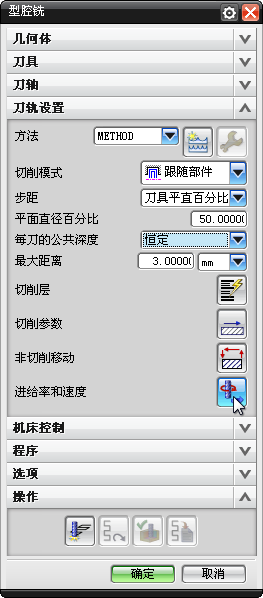 型腔铣
几何体
刀具
刀轴
刀轨设置
方法 METHOD
切削模式 跟随部件
步距 刀具平直百分比
平面直径百分比 50.0000
每刀的公共深度 恒定
最大距离 3.0000 mm
切削层
切削参数
非切削移动
进给率和速度
机床控制
程序
选项
操作
确定 取消